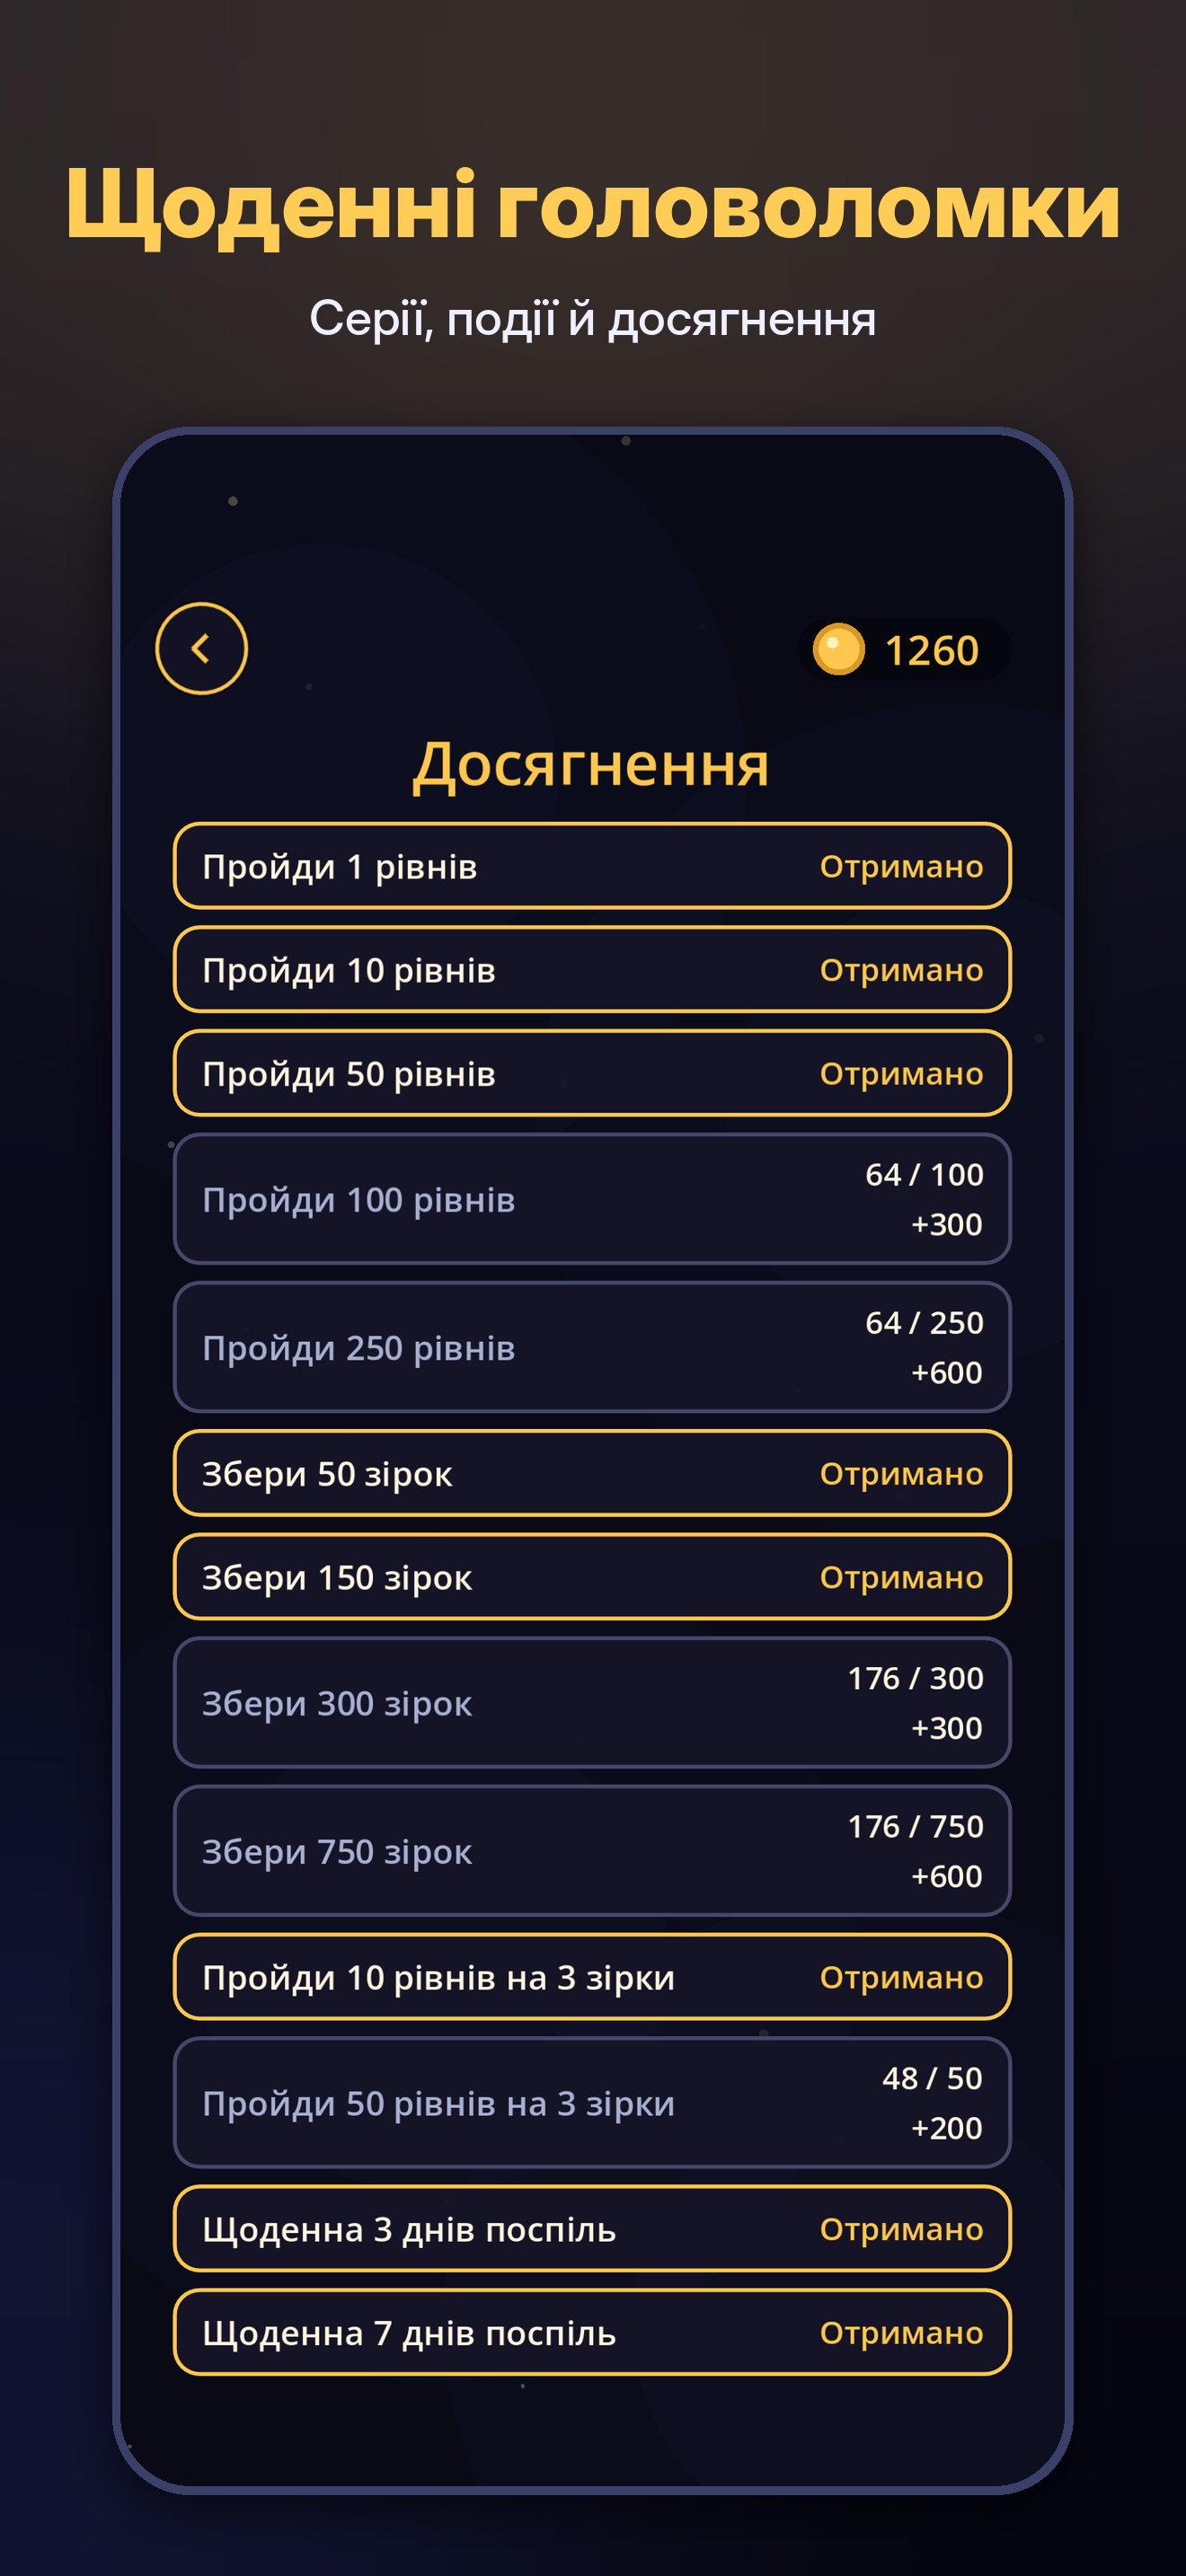 Щоденні головоломки
Серії, події й досягнення
1260
Досягнення
Пройди 1 рівнів Отримано
Пройди 10 рівнів Отримано
Пройди 50 рівнів Отримано
Пройди 100 рівнів 64 / 100
+300
Пройди 250 рівнів 64 / 250
+600
Збери 50 зірок Отримано
Збери 150 зірок Отримано
Збери 300 зірок 176 / 300
+300
Збери 750 зірок 176 / 750
+600
Пройди 10 рівнів на 3 зірки Отримано
Пройди 50 рівнів на 3 зірки 48 / 50
+200
Щоденна 3 днів поспіль Отримано
Щоденна 7 днів поспіль Отримано